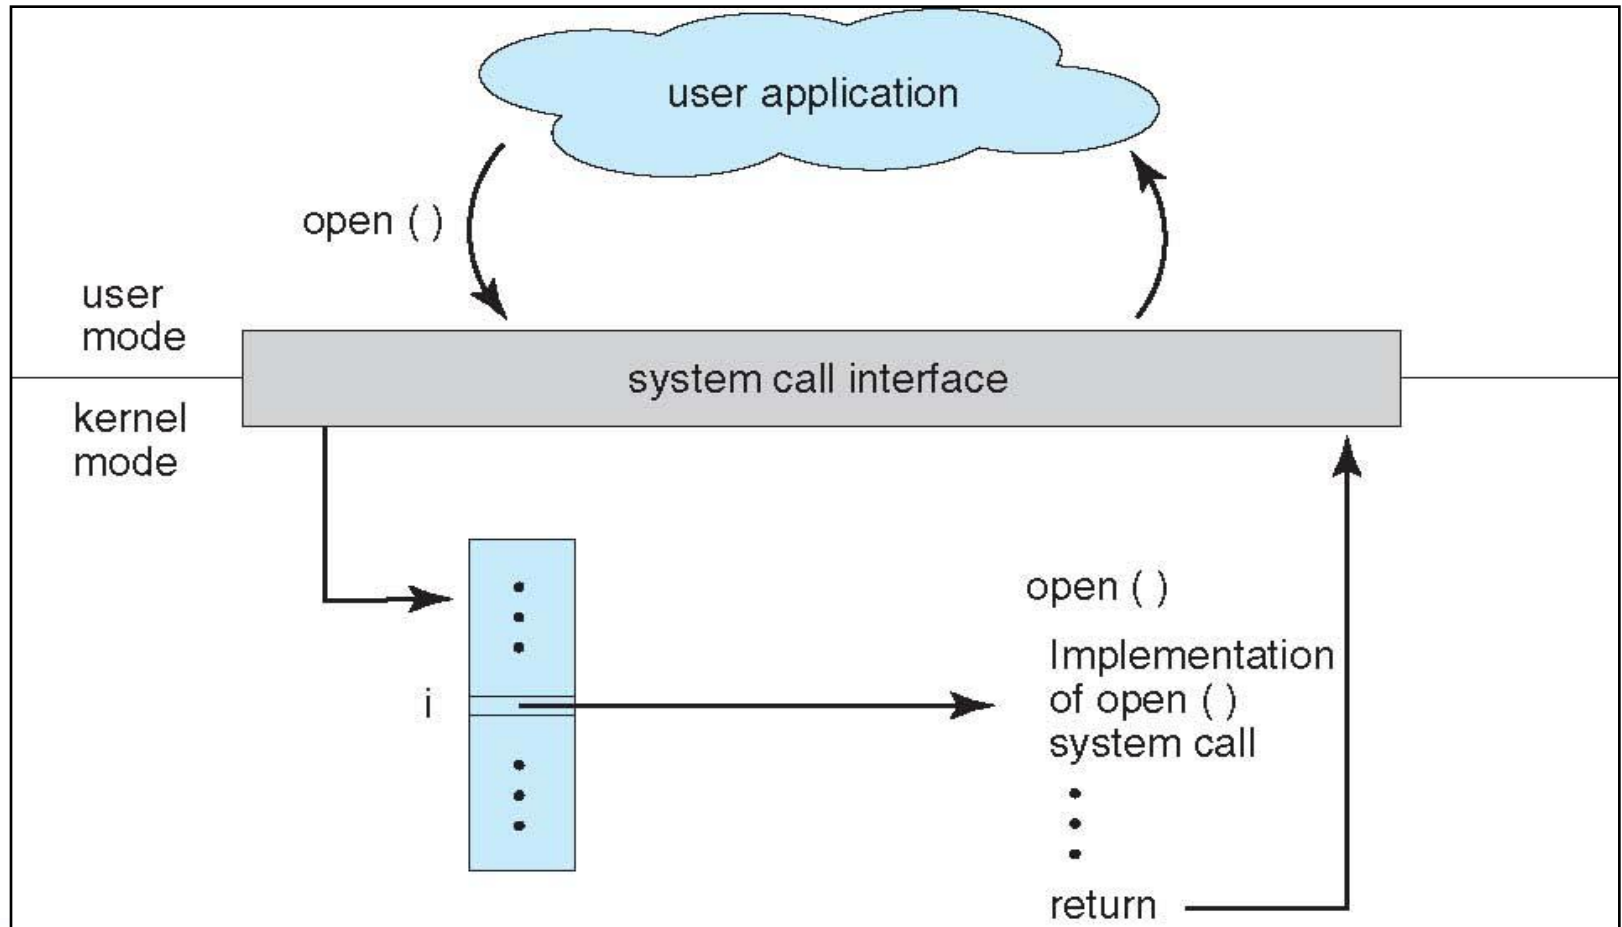 user application
open ( )
user
mode
system call interface
kernel
mode
open ( )
Implementation
of open ( )
system call
i
return